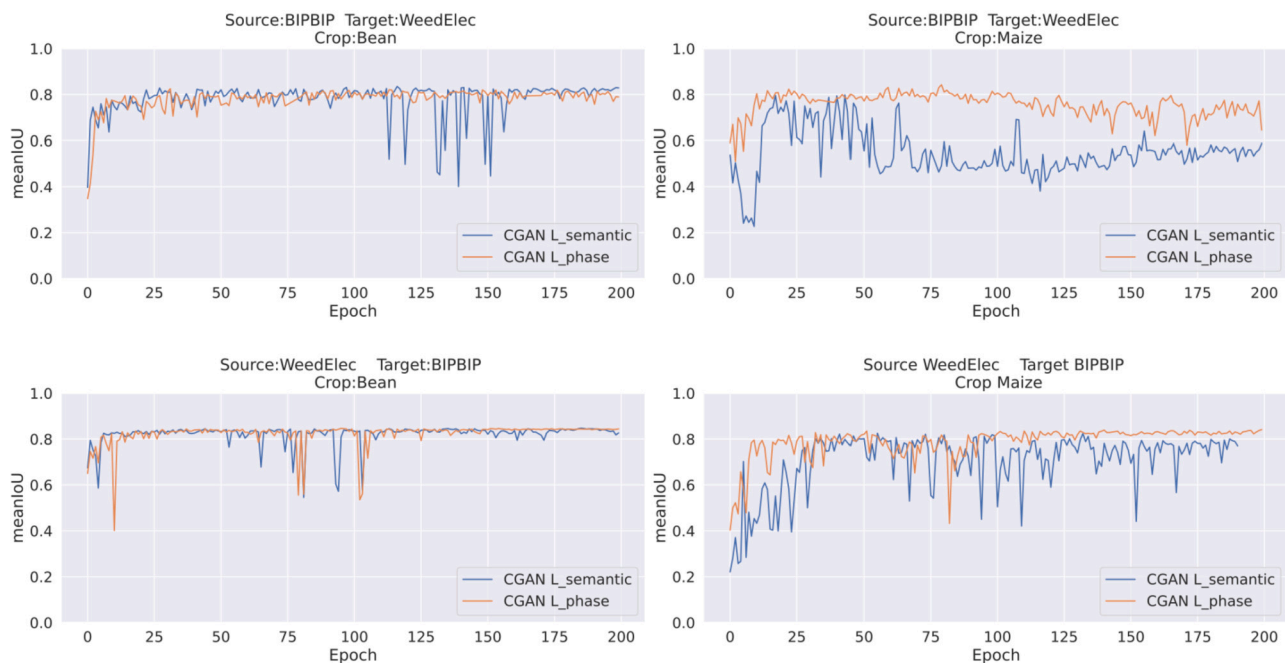 Source:BIPBIP Target:WeedElec
Crop:Bean
1.0
0.8
0.6
0.4
0.2
0.0
meanIoU
CGAN L_semantic
CGAN L_phase
0 25 50 75 100 125 150 175 200
Epoch
Source:BIPBIP Target:WeedElec
Crop:Maize
1.0
0.8
0.6
0.4
0.2
0.0
meanIoU
CGAN L_semantic
CGAN L_phase
0 25 50 75 100 125 150 175 200
Epoch
Source:WeedElec Target:BIPBIP
Crop:Bean
1.0
0.8
0.6
0.4
0.2
0.0
meanIoU
CGAN L_semantic
CGAN L_phase
0 25 50 75 100 125 150 175 200
Epoch
Source WeedElec Target BIPBIP
Crop Maize
1.0
0.8
0.6
0.4
0.2
0.0
meanIoU
CGAN L_semantic
CGAN L_phase
0 25 50 75 100 125 150 175 200
Epoch